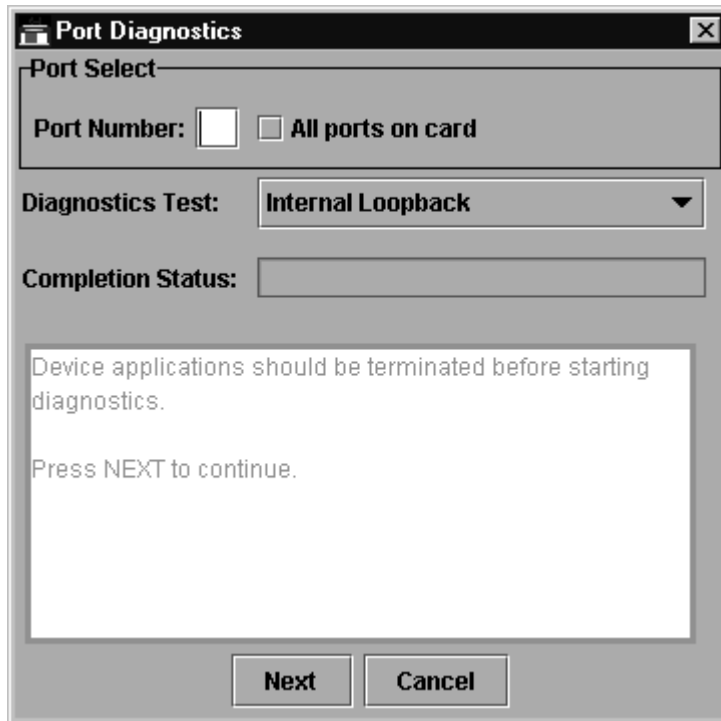 Port Diagnostics
Port Select
Port Number: All ports on card
Diagnostics Test: Internal Loopback
Completion Status:
Device applications should be terminated before starting
diagnostics.
Press NEXT to continue.
Next Cancel